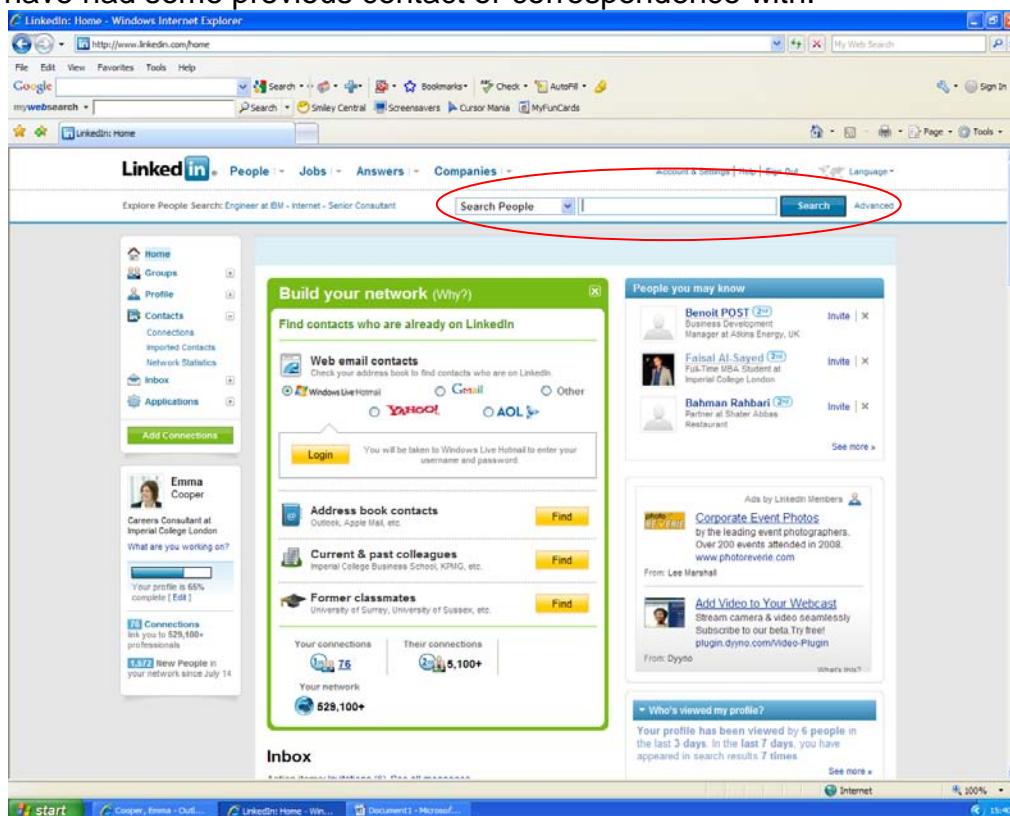 have had some previous contact or correspondence with.
LinkedIn: Home - Windows Internet Explorer
http://www.linkedin.com/home
My Web Search
File Edit View Favorites Tools Help
Google
Search
Bookmarks
Check
AutoFill
Sign In
mywebsearch
Search
Smiley Central
Screensavers
Cursor Mania
MyFunCards
LinkedIn: Home
Page
Tools
Linked in
People
Jobs
Answers
Companies
Account & Settings | Help | Sign Out
Language
Explore People Search: Engineer at IBM - Internet - Senior Consultant
Search People
Search
Advanced
Home
Groups
Profile
Contacts
Connections
Imported Contacts
Network Statistics
Inbox
Applications
Add Connections
Emma
Cooper
Careers Consultant at
Imperial College London
What are you working on?
Your profile is 65%
complete [ Edit ]
76 Connections
link you to 529,100+
professionals
1,572 New People in
your network since July 14
Build your network (Why?)
Find contacts who are already on LinkedIn
Web email contacts
Check your address book to find contacts who are on LinkedIn.
Windows Live Hotmail
Gmail
Other
YAHOO!
AOL
Login
You will be taken to Windows Live Hotmail to enter your
username and password.
Address book contacts
Outlook, Apple Mail, etc.
Find
Current & past colleagues
Imperial College Business School, KPMG, etc.
Find
Former classmates
University of Surrey, University of Sussex, etc.
Find
Your connections
76
Their connections
5,100+
Your network
529,100+
Inbox
People you may know
Benoit POST 2nd
Business Development
Manager at Atkins Energy, UK
Invite
Faisal Al-Sayed 2nd
Full-Time MBA Student at
Imperial College London
Invite
Bahman Rahbari 2nd
Partner at Shater Abbas
Restaurant
Invite
See more »
Ads by LinkedIn Members
Corporate Event Photos
by the leading event photographers.
Over 200 events attended in 2008.
www.photoreverie.com
From: Lee Marshall
Add Video to Your Webcast
Stream camera & video seamlessly
Subscribe to our beta.Try free!
plugin.dyyno.com/Video-Plugin
From: Dyyno
What's this?
Who's viewed my profile?
Your profile has been viewed by 6 people in
the last 3 days. In the last 7 days, you have
appeared in search results 7 times.
See more »
Internet
100%
start
Cooper, Emma - Outl...
LinkedIn: Home - Win...
Document1 - Microsof...